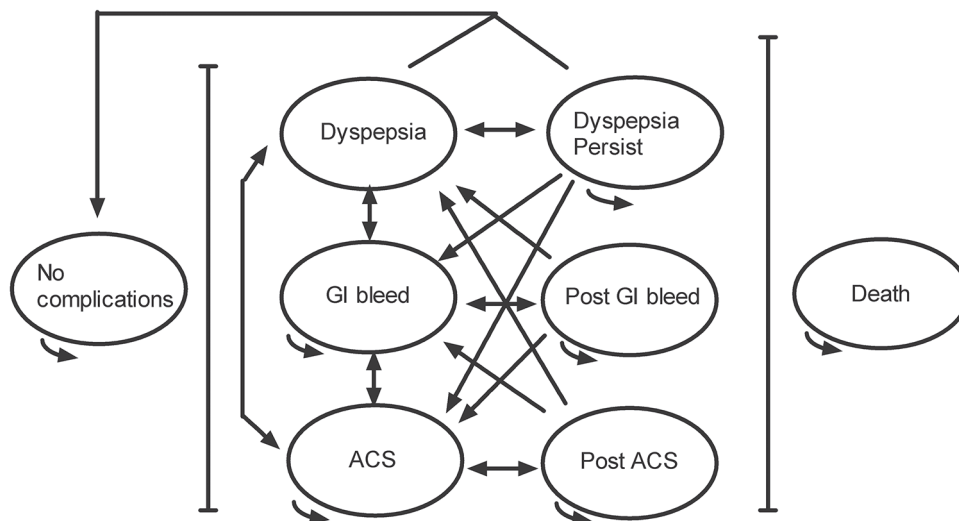 Dyspepsia
Dyspepsia
Persist
No
complications
GI bleed
Post GI bleed
Death
ACS
Post ACS